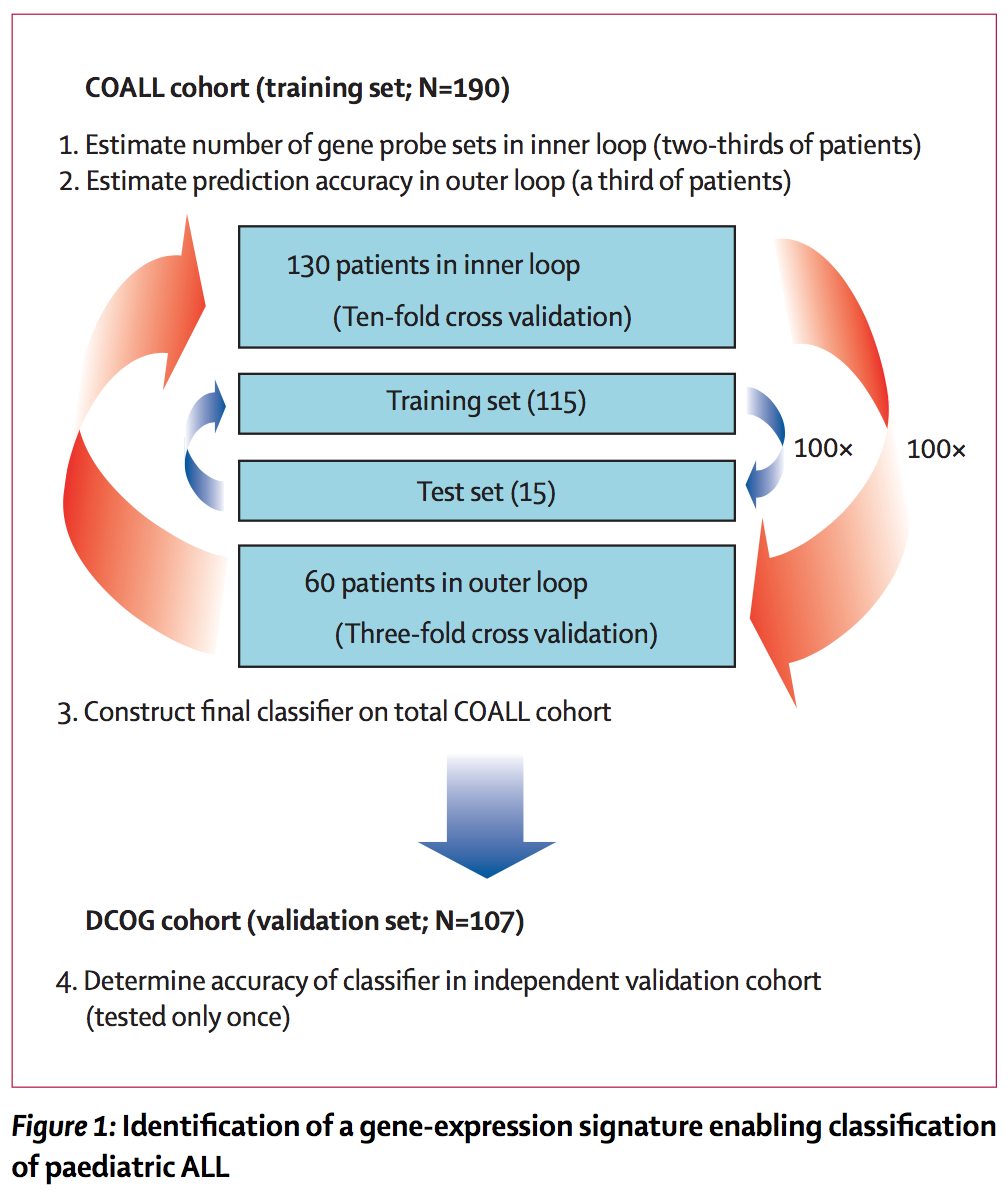 COALL cohort (training set; N=190)
1. Estimate number of gene probe sets in inner loop (two-thirds of patients)
2. Estimate prediction accuracy in outer loop (a third of patients)
130 patients in inner loop
(Ten-fold cross validation)
Training set (115)
100×
100×
Test set (15)
60 patients in outer loop
(Three-fold cross validation)
3. Construct final classifier on total COALL cohort
DCOG cohort (validation set; N=107)
4. Determine accuracy of classifier in independent validation cohort
(tested only once)
Figure 1: Identification of a gene-expression signature enabling classification
of paediatric ALL